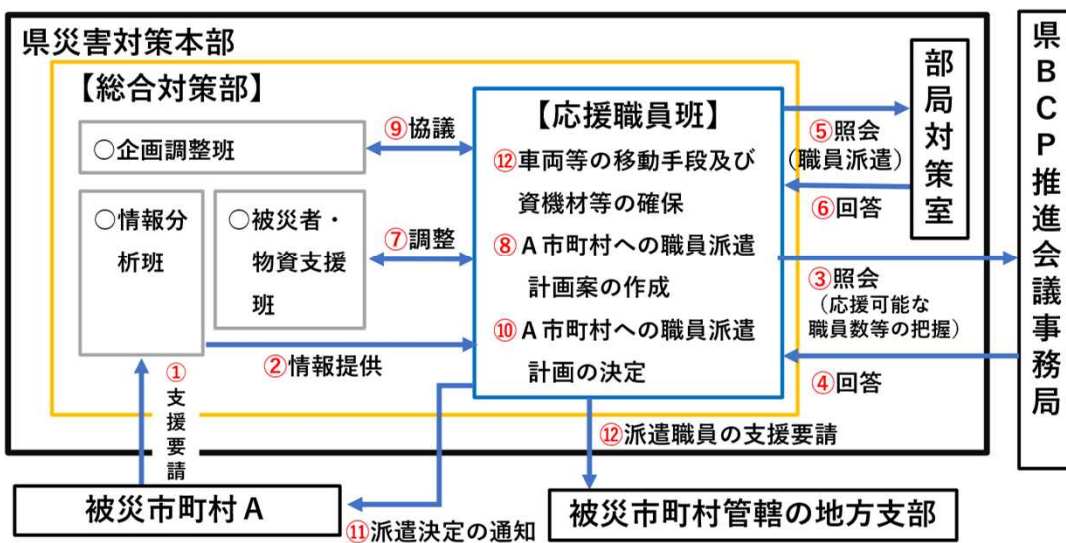 県災害対策本部
【総合対策部】
○企画調整班
○情報分
析班
○被災者・
物資支援
班
⑨協議
⑦調整
②情報提供
①
支
援
要
請
【応援職員班】
⑫車両等の移動手段及び
資機材等の確保
⑧A市町村への職員派遣
計画案の作成
⑩A市町村への職員派遣
計画の決定
⑤照会
(職員派遣)
⑥回答
部局対策室
③照会
(応援可能な
職員数等の把握)
④回答
県BCP推進会議事務局
⑫派遣職員の支援要請
被災市町村A
⑪派遣決定の通知
被災市町村管轄の地方支部